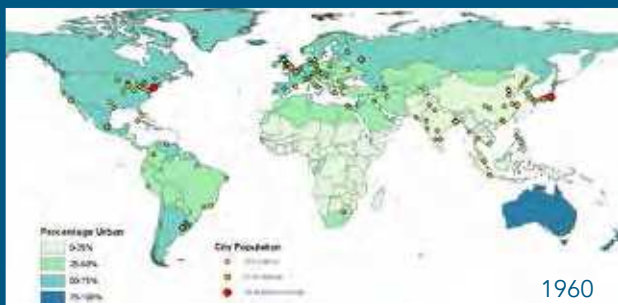 Percentage Urban
0-25%
25-50%
50-75%
75-100%
City Population
1960